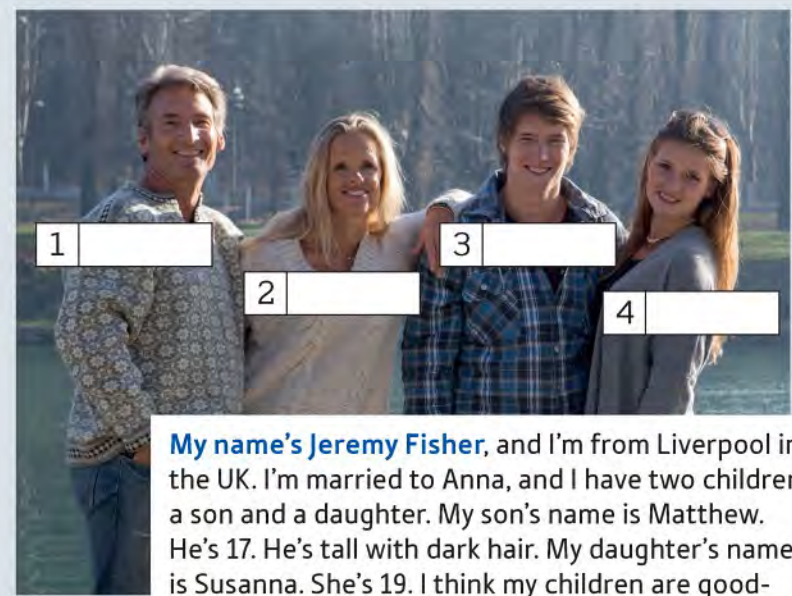 1
2
3
4
My name's Jeremy Fisher, and I'm from Liverpool in
the UK. I'm married to Anna, and I have two children
a son and a daughter. My son's name is Matthew.
He's 17. He's tall with dark hair. My daughter's name
is Susanna. She's 19. I think my children are good-